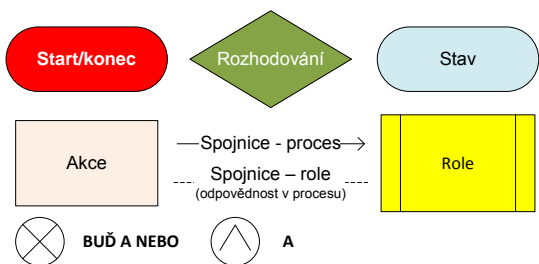 Start/konec
Rozhodování
Stav
Akce
Spojnice - proces
Spojnice – role
(odpovědnost v procesu)
Role
BUĎ A NEBO
A